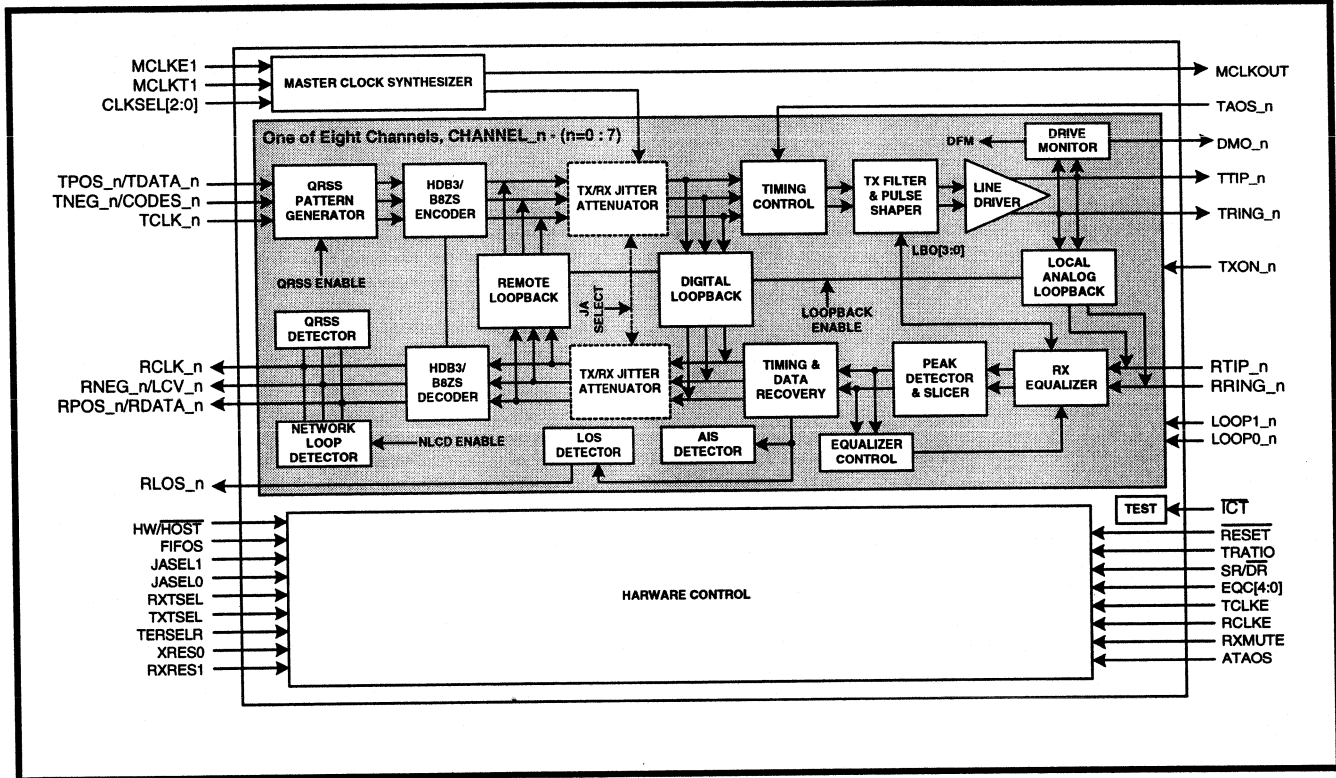 MCLKE1
MCLKT1
CLKSEL[2:0]
MASTER CLOCK SYNTHESIZER
MCLKOUT
TAOS_n
One of Eight Channels, CHANNEL_n - (n=0 : 7)
DFM
DRIVE
MONITOR
DMO_n
TPOS_n/TDATA_n
TNEG_n/CODES_n
TCLK_n
QRSS
PATTERN
GENERATOR
HDB3/
B8ZS
ENCODER
TX/RX JITTER
ATTENUATOR
TIMING
CONTROL
TX FILTER
& PULSE
SHAPER
LINE
DRIVER
TTIP_n
TRING_n
QRSS ENABLE
REMOTE
LOOPBACK
JA
SELECT
DIGITAL
LOOPBACK
LOOPBACK
ENABLE
LBO[3:0]
LOCAL
ANALOG
LOOPBACK
TXON_n
QRSS
DETECTOR
RCLK_n
RNEG_n/LCV_n
RPOS_n/RDATA_n
HDB3/
B8ZS
DECODER
TX/RX JITTER
ATTENUATOR
TIMING &
DATA
RECOVERY
PEAK
DETECTOR
& SLICER
RX
EQUALIZER
RTIP_n
RRING_n
NETWORK
LOOP
DETECTOR
NLCD ENABLE
LOS
DETECTOR
AIS
DETECTOR
EQUALIZER
CONTROL
LOOP1_n
LOOP0_n
RLOS_n
TEST
ICT
HW/HOST
FIFOS
JASEL1
JASEL0
RXTSEL
TXTSEL
TERSELR
XRES0
RXRES1
HARWARE CONTROL
RESET
TRATIO
SR/DR
EQC[4:0]
TCLKE
RCLKE
RXMUTE
ATAOS